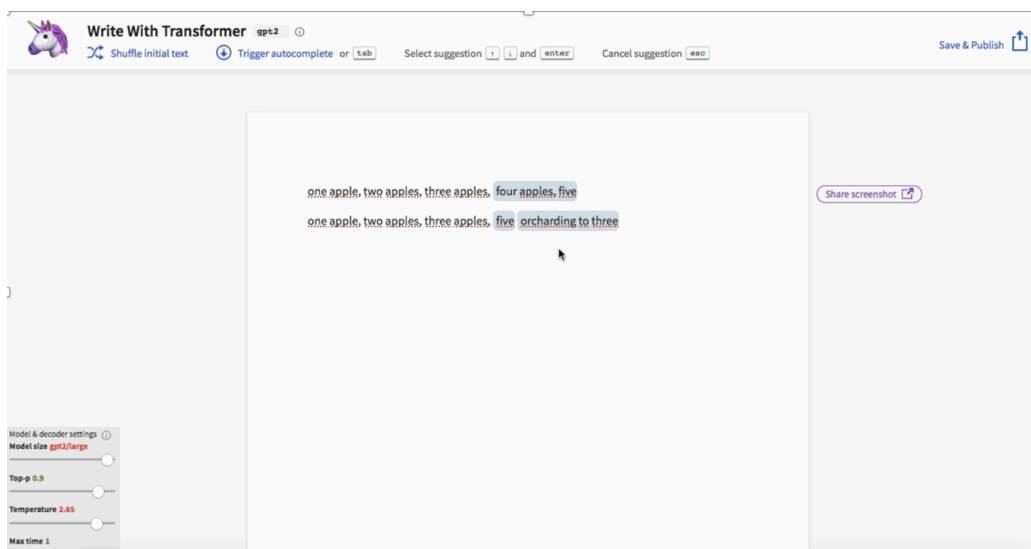 Write With Transformer gpt2
Shuffle initial text Trigger autocomplete or tab Select suggestion ↑ ↓ and enter Cancel suggestion esc
Save & Publish
one apple, two apples, three apples, four apples, five
Share screenshot
one apple, two apples, three apples, five orcharding to three
Model & decoder settings
Model size gpt2/large
Top-p 0.9
Temperature 2.65
Max time 1